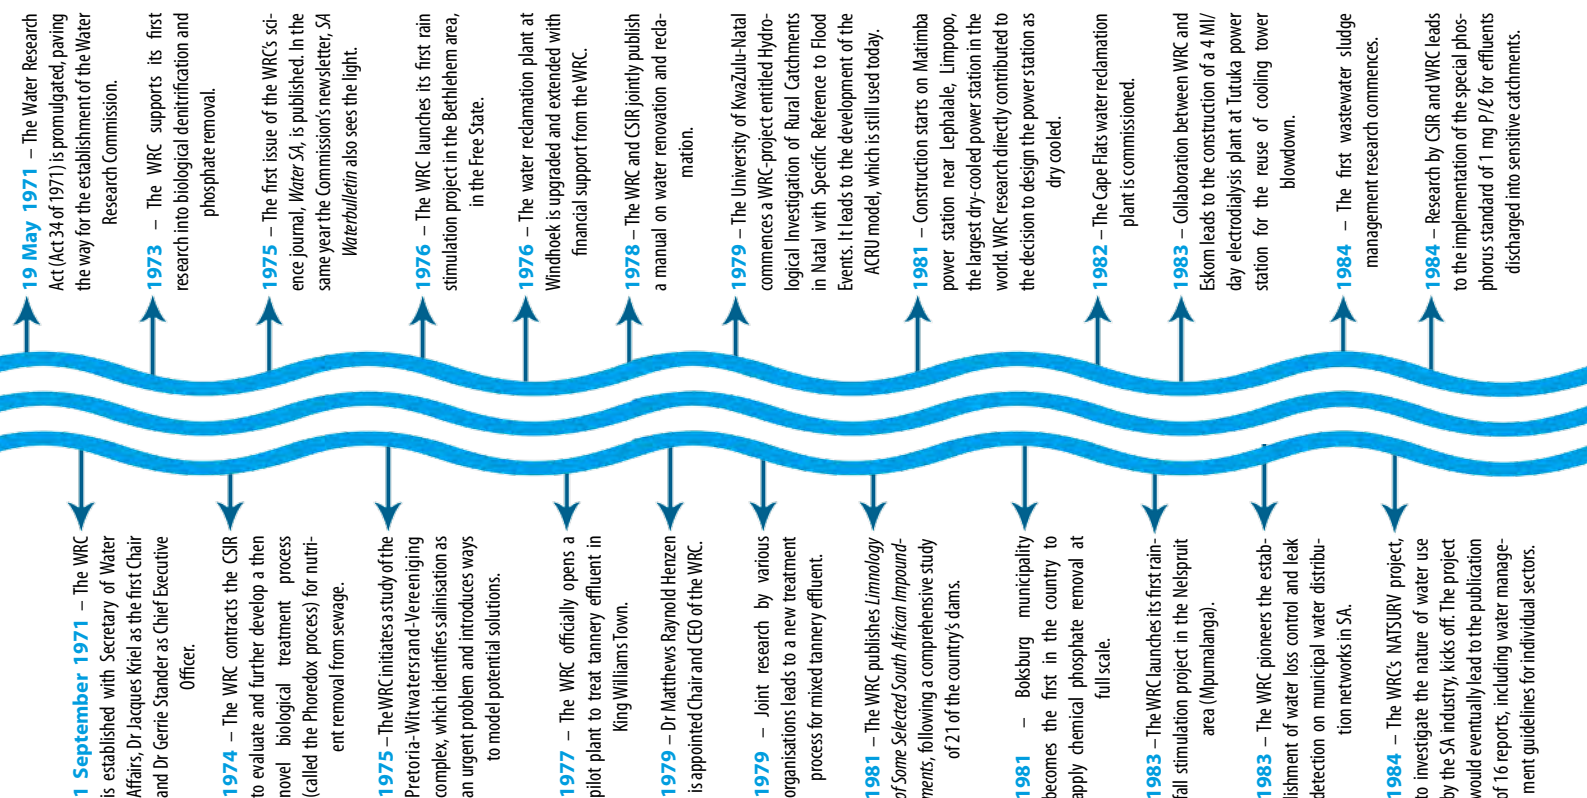 19 May 1971 – The Water Research
Act (Act 34 of 1971) is promulgated, paving
the way for the establishment of the Water
Research Commission.
1973 – The WRC supports its first
research into biological denitrification and
phosphate removal.
1975 – The first issue of the WRC's sci-
ence journal, Water SA, is published. In the
same year the Commission's newsletter, SA
Waterbulletin also sees the light.
1976 – The WRC launches its first rain
stimulation project in the Bethlehem area,
in the Free State.
1976 – The water reclamation plant at
Windhoek is upgraded and extended with
financial support from the WRC.
1978 – The WRC and CSIR jointly publish
a manual on water renovation and recla-
mation.
1979 – The University of KwaZulu-Natal
commences a WRC-project entitled Hydro-
logical Investigation of Rural Catchments
in Natal with Specific Reference to Flood
Events. It leads to the development of the
ACRU model, which is still used today.
1981 – Construction starts on Matimba
power station near Lephalale, Limpopo,
the largest dry-cooled power station in the
world. WRC research directly contributed to
the decision to design the power station as
dry cooled.
1982 – The Cape Flats water reclamation
plant is commissioned.
1983 – Collaboration between WRC and
Eskom leads to the construction of a 4 Ml/
day electrodialysis plant at Tutuka power
station for the reuse of cooling tower
blowdown.
1984 – The first wastewater sludge
management research commences.
1984 – Research by CSIR and WRC leads
to the implementation of the special phos-
phorus standard of 1 mg P/ℓ for effluents
discharged into sensitive catchments.
1 September 1971 – The WRC
is established with Secretary of Water
Affairs, Dr Jacques Kriel as the first Chair
and Dr Gerrie Stander as Chief Executive
Officer.
1974 – The WRC contracts the CSIR
to evaluate and further develop a then
novel biological treatment process
(called the Phoredox process) for nutri-
ent removal from sewage.
1975 – The WRC initiates a study of the
Pretoria-Witwatersrand-Vereeniging
complex, which identifies salinisation as
an urgent problem and introduces ways
to model potential solutions.
1977 – The WRC officially opens a
pilot plant to treat tannery effluent in
King Williams Town.
1979 – Dr Matthews Raynold Henzen
is appointed Chair and CEO of the WRC.
1979 – Joint research by various
organisations leads to a new treatment
process for mixed tannery effluent.
1981 – The WRC publishes Limnology
of Some Selected South African Impound-
ments, following a comprehensive study
of 21 of the country's dams.
1981 – Boksburg municipality
becomes the first in the country to
apply chemical phosphate removal at
full scale.
1983 – The WRC launches its first rain-
fall stimulation project in the Nelspruit
area (Mpumalanga).
1983 – The WRC pioneers the estab-
lishment of water loss control and leak
detection on municipal water distribu-
tion networks in SA.
1984 – The WRC's NATSURV project,
to investigate the nature of water use
by the SA industry, kicks off. The project
would eventually lead to the publication
of 16 reports, including water manage-
ment guidelines for individual sectors.